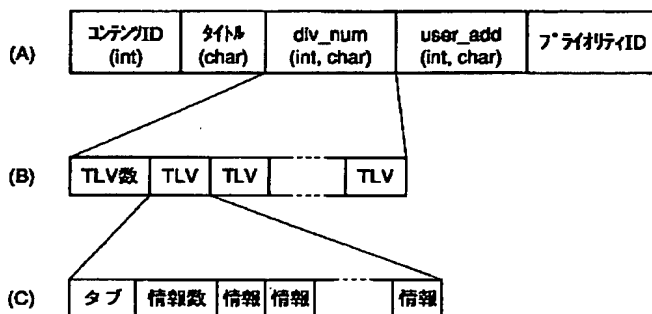 (A) コンテンツID タイトル div_num user_add プライオリティID
(int) (char) (int, char) (int, char)
(B) TLV数 TLV TLV TLV
(C) タブ 情報数 情報 情報 情報